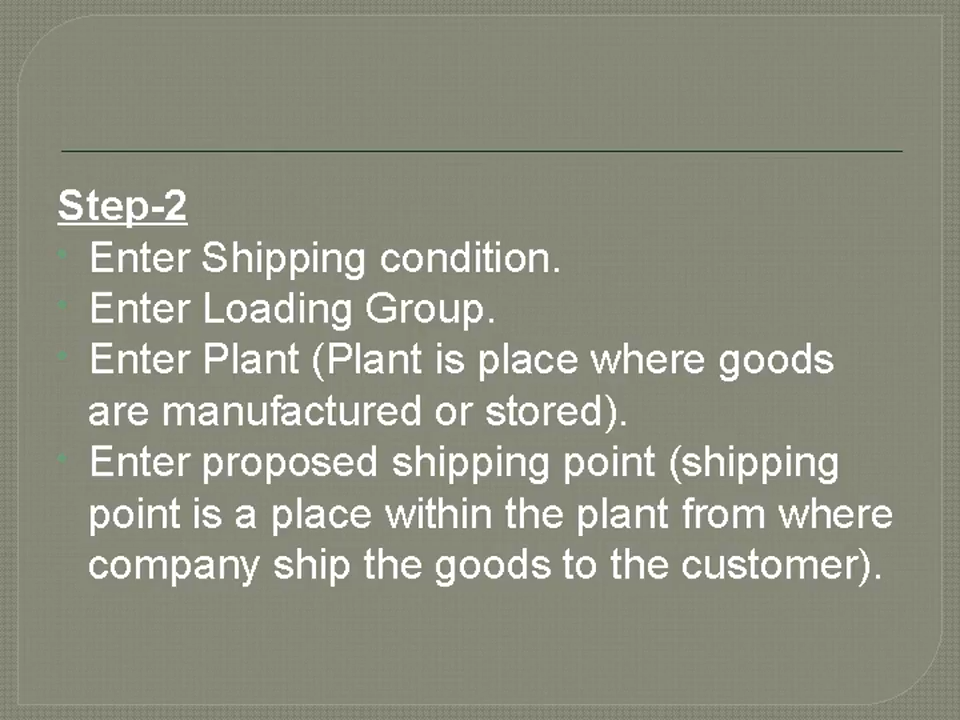 Step-2
Enter Shipping condition.
Enter Loading Group.
Enter Plant (Plant is place where goods
are manufactured or stored).
Enter proposed shipping point (shipping
point is a place within the plant from where
company ship the goods to the customer).